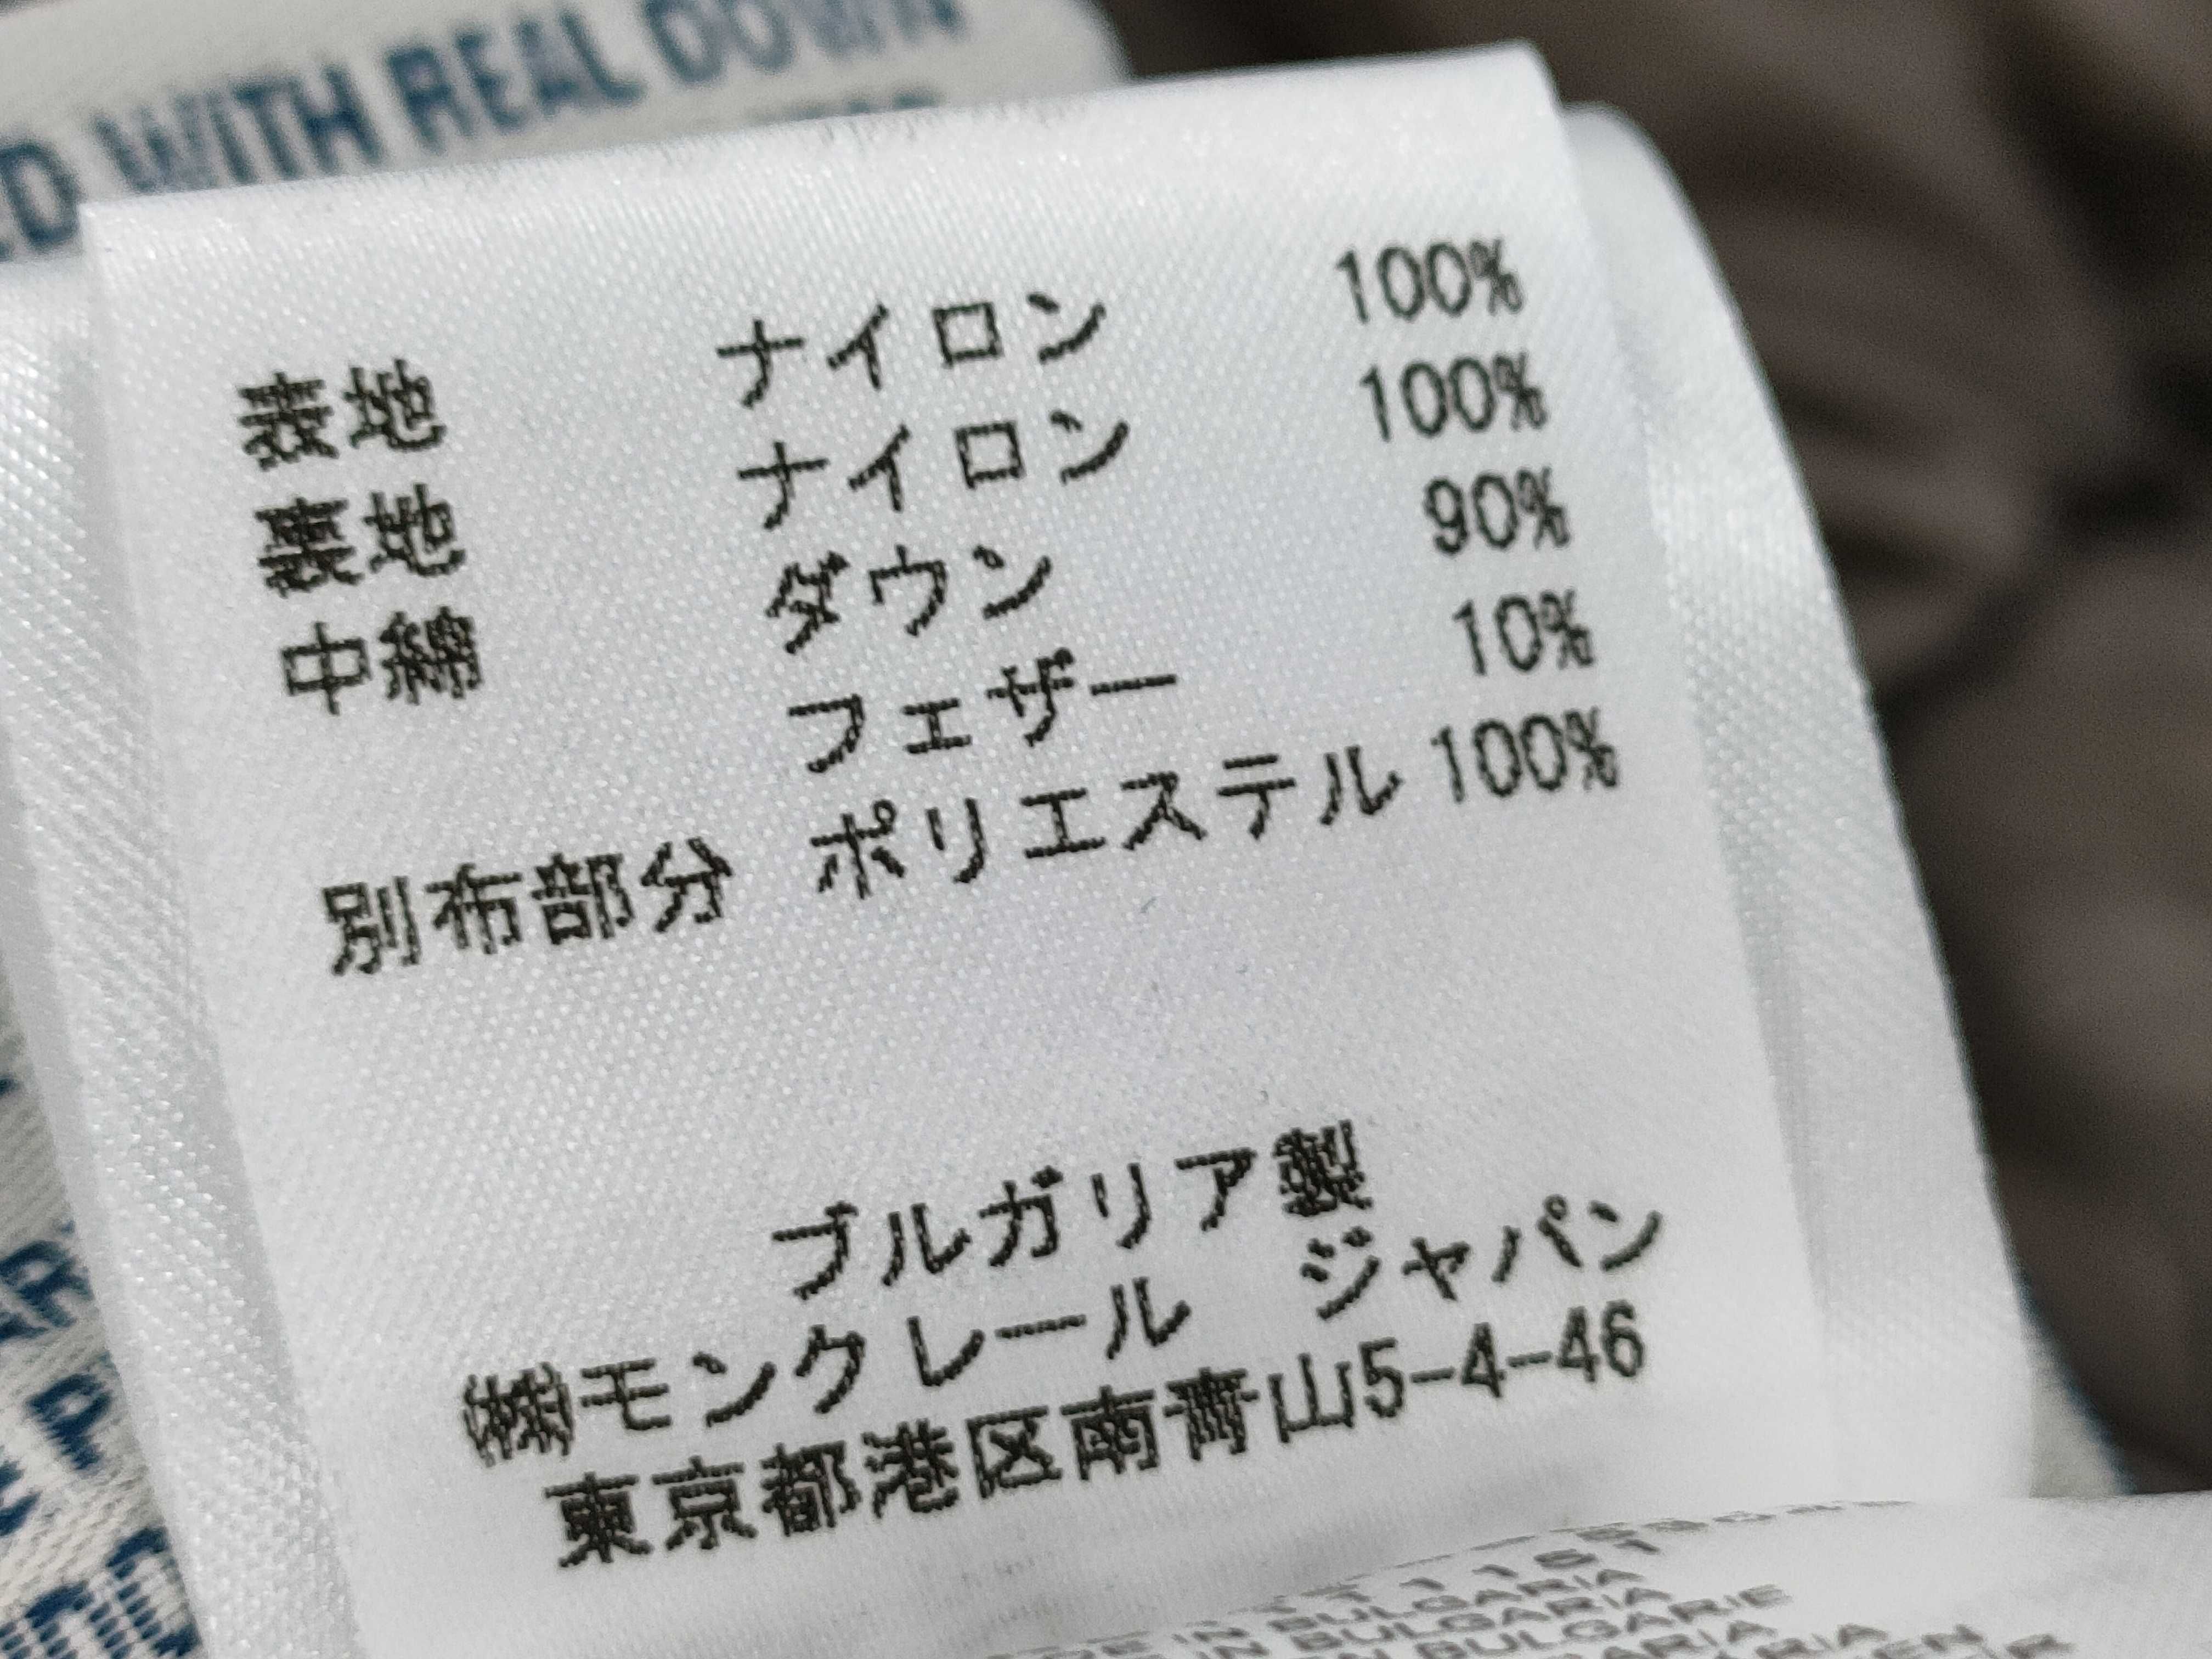 WITH REAL DOWN
表地 ナイロン 100%
裏地 ナイロン 100%
中綿 ダウン 90%
フェザー 10%
別布部分 ポリエステル 100%
ブルガリア製
㈱モンクレール ジャパン
東京都港区南青山5-4-46
IN BULGARIA
EN BULGARIA
BULGARIE